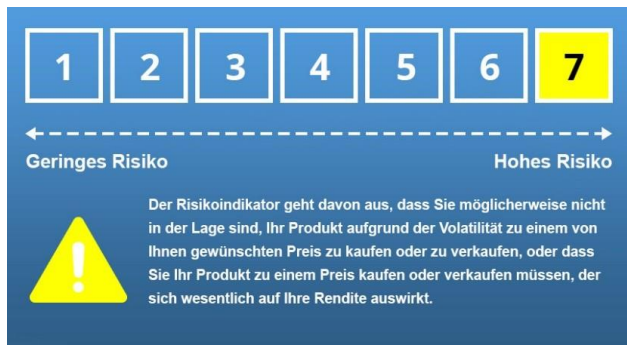 1 2 3 4 5 6 7
Geringes Risiko Hohes Risiko
Der Risikoindikator geht davon aus, dass Sie möglicherweise nicht
in der Lage sind, Ihr Produkt aufgrund der Volatilität zu einem von
Ihnen gewünschten Preis zu kaufen oder zu verkaufen, oder dass
Sie Ihr Produkt zu einem Preis kaufen oder verkaufen müssen, der
sich wesentlich auf Ihre Rendite auswirkt.